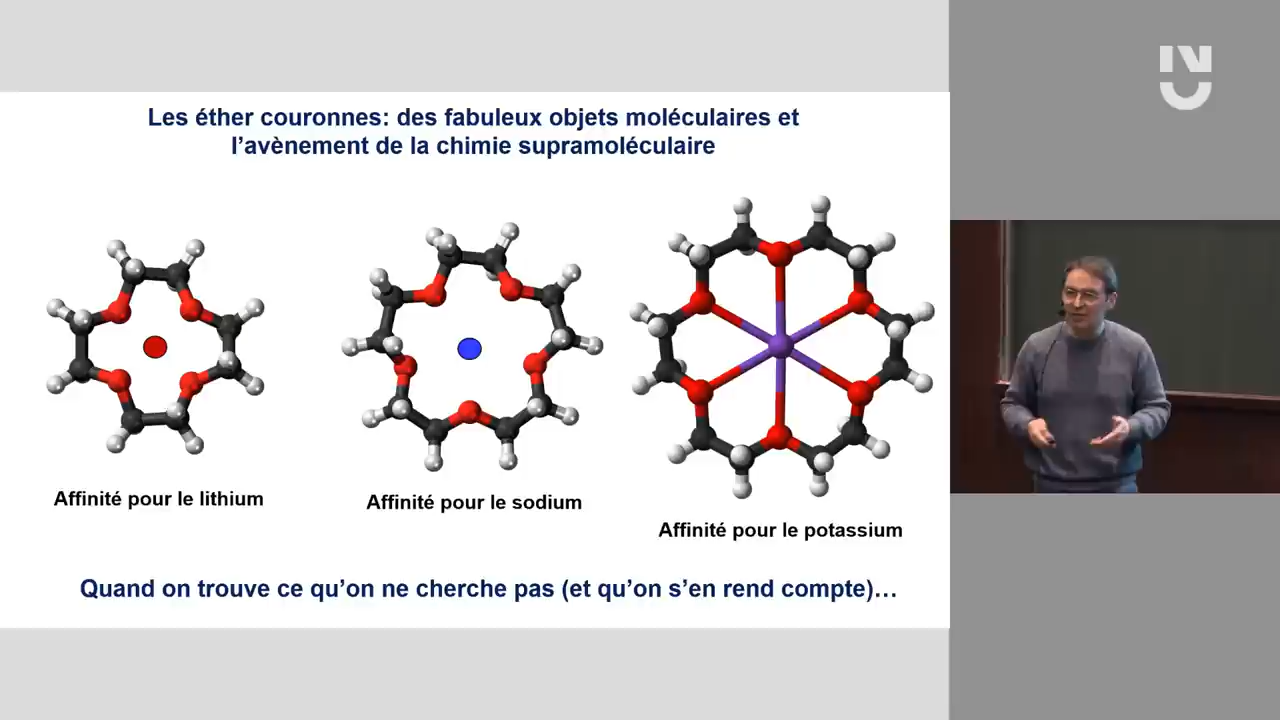 Les éther couronnes: des fabuleux objets moléculaires et
l'avènement de la chimie supramoléculaire
Affinité pour le lithium
Affinité pour le sodium
Affinité pour le potassium
Quand on trouve ce qu'on ne cherche pas (et qu'on s'en rend compte)…